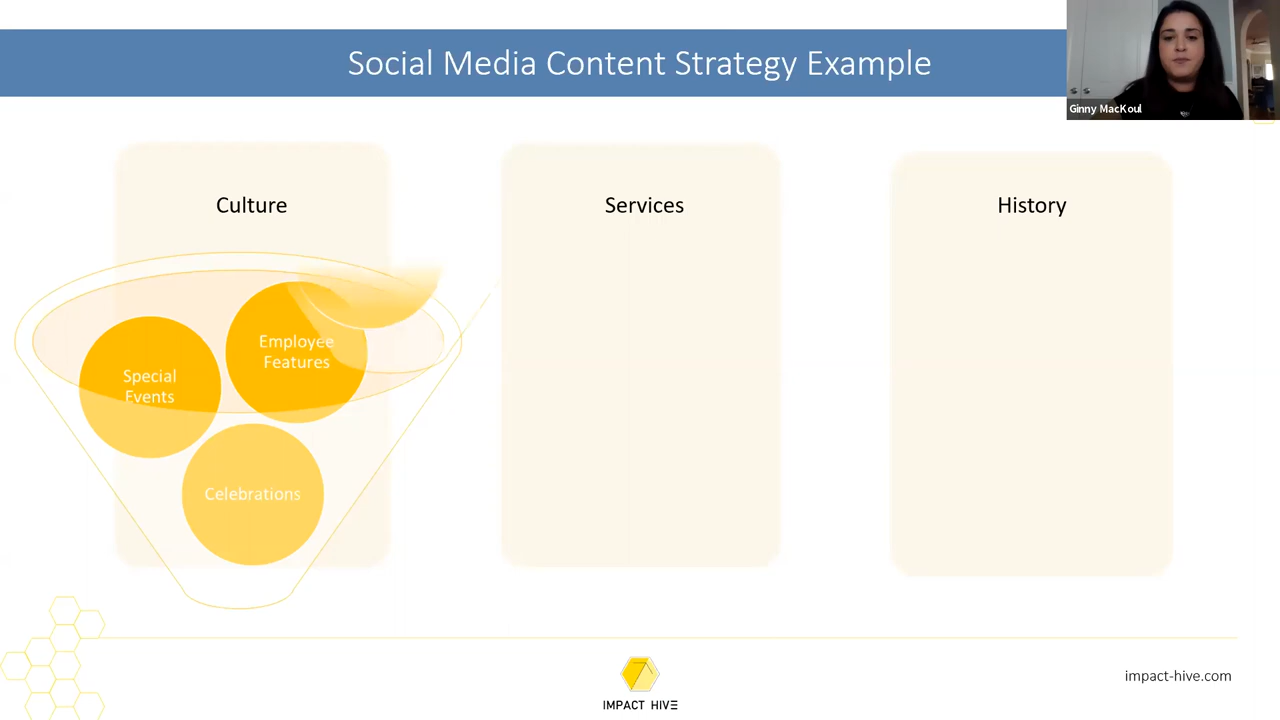 Social Media Content Strategy Example
Ginny MacKoul
Culture
Services
History
Employee
Features
Special
Events
Celebrations
IMPACT HIVE
impact-hive.com